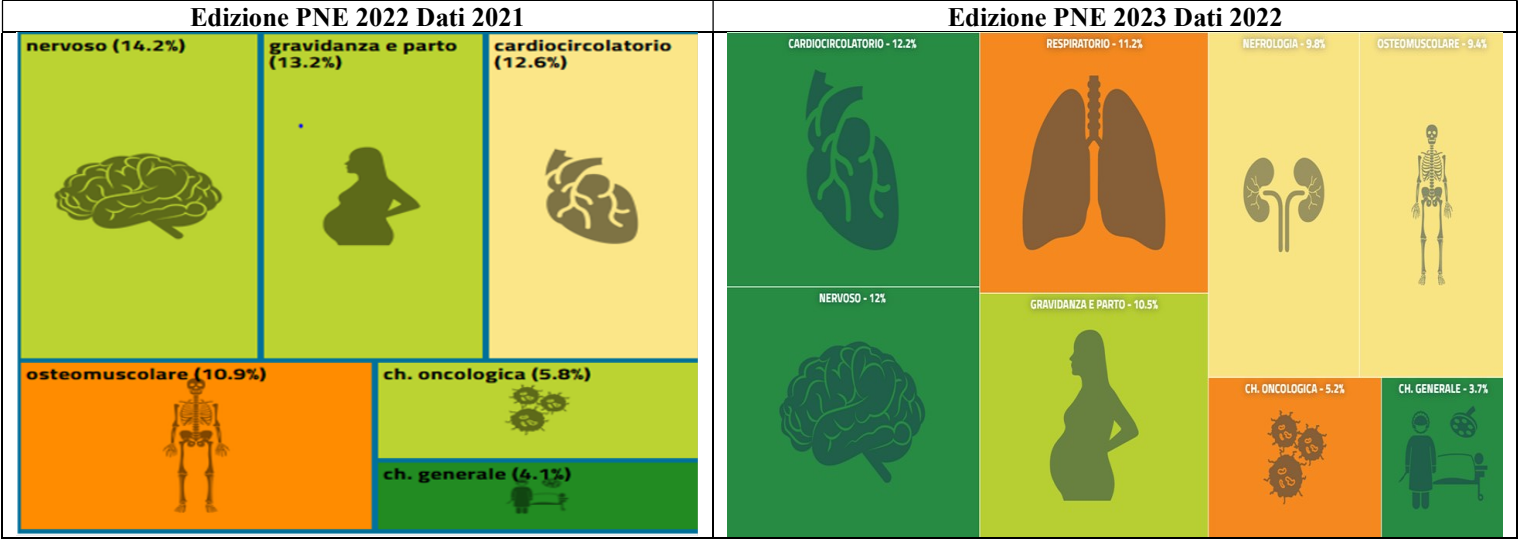 Edizione PNE 2022 Dati 2021
Edizione PNE 2023 Dati 2022
nervoso (14.2%)
gravidanza e parto
(13.2%)
cardiocircolatorio
(12.6%)
osteomuscolare (10.9%)
ch. oncologica (5.8%)
ch. generale (4.1%)
CARDIOCIRCOLATORIO - 12.2%
RESPIRATORIO - 11.2%
NEFROLOGIA - 9.8%
OSTEOMUSCOLARE - 9.4%
NERVOSO - 12%
GRAVIDANZA E PARTO - 10.5%
CH. ONCOLOGICA - 5.2%
CH. GENERALE - 3.7%